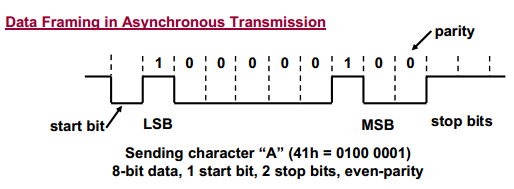 Data Framing in Asynchronous Transmission
parity
1 0 0 0 0 0 1 0 0
start bit LSB MSB stop bits
Sending character “A” (41h = 0100 0001)
8-bit data, 1 start bit, 2 stop bits, even-parity